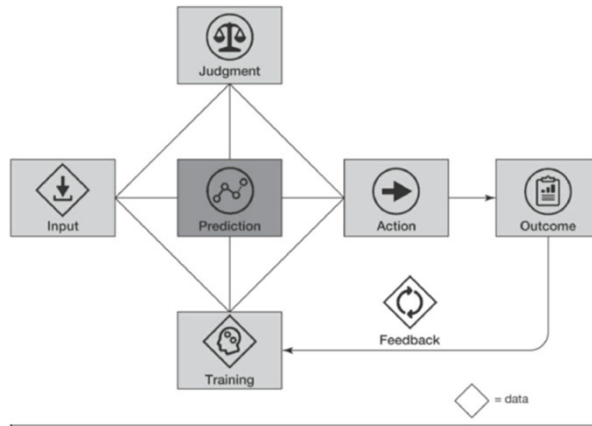 Judgment
Input
Prediction
Action
Outcome
Feedback
Training
= data